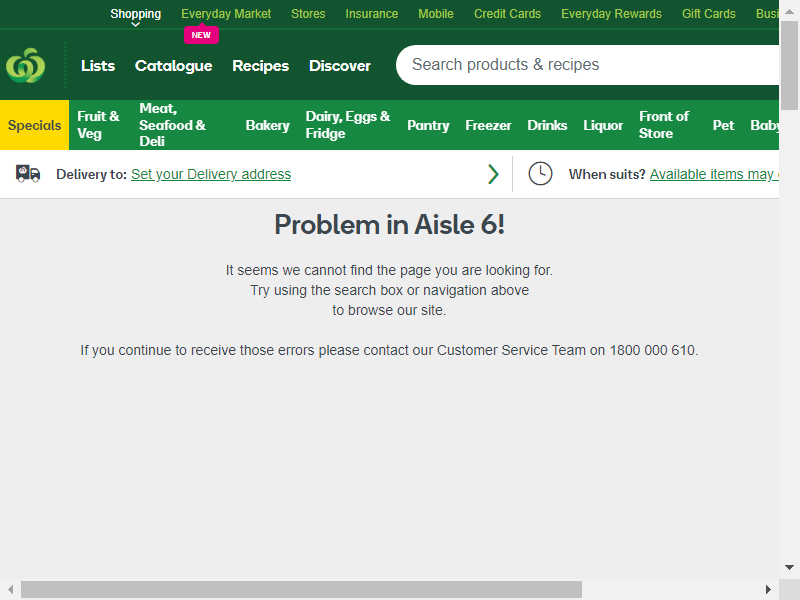 Shopping Everyday Market Stores Insurance Mobile Credit Cards Everyday Rewards Gift Cards
NEW
Lists Catalogue Recipes Discover Search products & recipes
Specials
Fruit &
Veg
Meat,
Seafood &
Deli
Bakery
Dairy, Eggs &
Fridge
Pantry
Freezer
Drinks
Liquor
Front of
Store
Pet
Baby
Delivery to: Set your Delivery address When suits? Available items may
Problem in Aisle 6!
It seems we cannot find the page you are looking for.
Try using the search box or navigation above
to browse our site.
If you continue to receive those errors please contact our Customer Service Team on 1800 000 610.